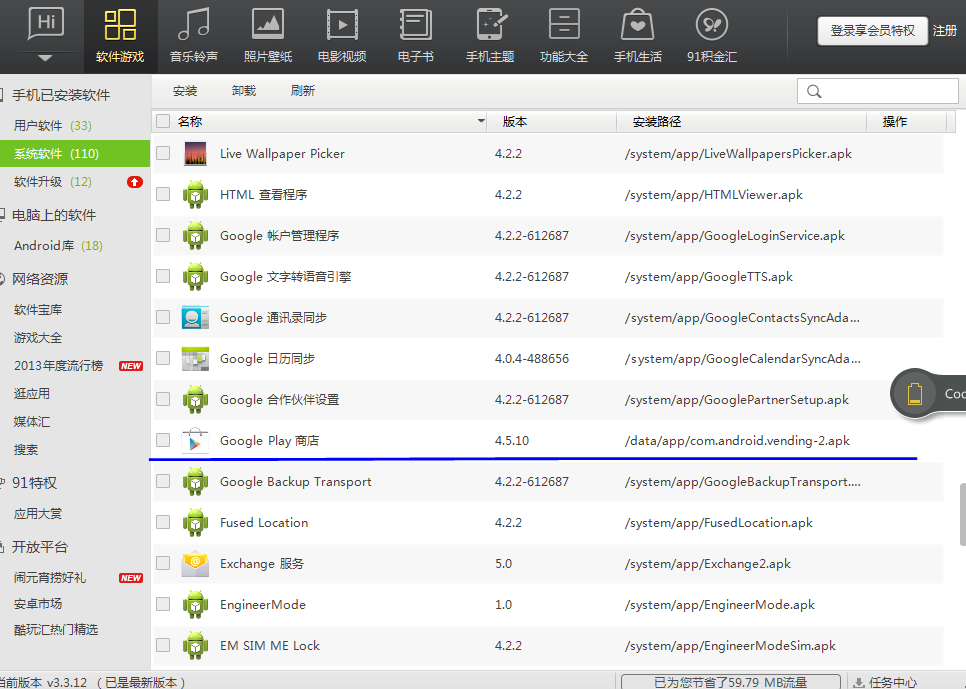 Hi
软件游戏
音乐铃声
照片壁纸
电影视频
电子书
手机主题
功能大全
手机生活
91积金汇
登录享会员特权
注册
手机已安装软件
用户软件 (33)
系统软件 (110)
软件升级 (12)
电脑上的软件
Android库 (18)
网络资源
软件宝库
游戏大全
2013年度流行榜 NEW
逛应用
媒体汇
搜索
91特权
应用大赏
开放平台
闹元宵捞好礼 NEW
安卓市场
酷玩汇热门精选
安装 卸载 刷新
名称 版本 安装路径 操作
Live Wallpaper Picker 4.2.2 /system/app/LiveWallpapersPicker.apk
HTML 查看程序 4.2.2 /system/app/HTMLViewer.apk
Google 帐户管理程序 4.2.2-612687 /system/app/GoogleLoginService.apk
Google 文字转语音引擎 4.2.2-612687 /system/app/GoogleTTS.apk
Google 通讯录同步 4.2.2-612687 /system/app/GoogleContactsSyncAda...
Google 日历同步 4.0.4-488656 /system/app/GoogleCalendarSyncAda...
Google 合作伙伴设置 4.2.2-612687 /system/app/GooglePartnerSetup.apk
Google Play 商店 4.5.10 /data/app/com.android.vending-2.apk
Google Backup Transport 4.2.2-612687 /system/app/GoogleBackupTransport....
Fused Location 4.2.2 /system/app/FusedLocation.apk
Exchange 服务 5.0 /system/app/Exchange2.apk
EngineerMode 1.0 /system/app/EngineerMode.apk
EM SIM ME Lock 4.2.2 /system/app/EngineerModeSim.apk
Coo
当前版本 v3.3.12 （已是最新版本） 已为您节省了59.79 MB流量 任务中心